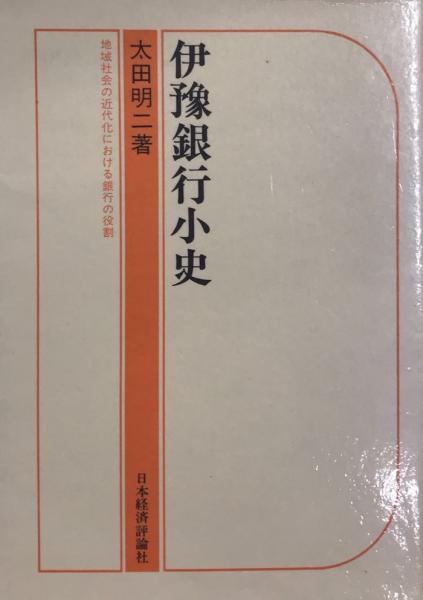 伊豫銀行小史
太田明二著
地域社会の近代化における銀行の役割
日本経済評論社